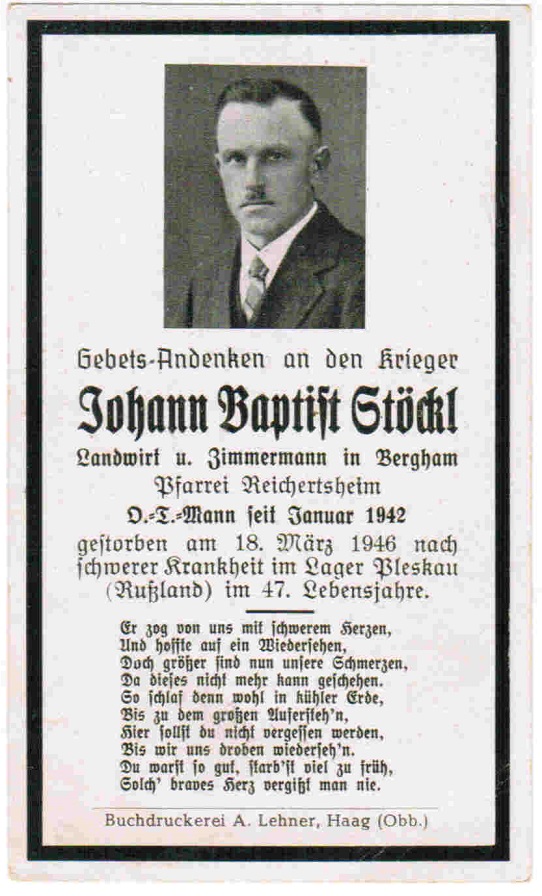 Gebets-Andenken an den Krieger
Johann Baptist Stöckl
Landwirt u. Zimmermann in Bergham
Pfarrei Reichertsheim
O.-T.-Mann seit Januar 1942
gestorben am 18. März 1946 nach
schwerer Krankheit im Lager Pleskau
(Rußland) im 47. Lebensjahre.
Er zog von uns mit schwerem Herzen,
Und hoffte auf ein Wiedersehen,
Doch größer sind nun unsere Schmerzen,
Da dieses nicht mehr kann geschehen.
So schlaf denn wohl in kühler Erde,
Bis zu dem großen Aufersteh'n,
Hier sollst du nicht vergessen werden,
Bis wir uns droben wiederseh'n.
Du warst so gut, starb'st viel zu früh,
Solch' braves Herz vergißt man nie.
Buchdruckerei A. Lehner, Haag (Obb.)